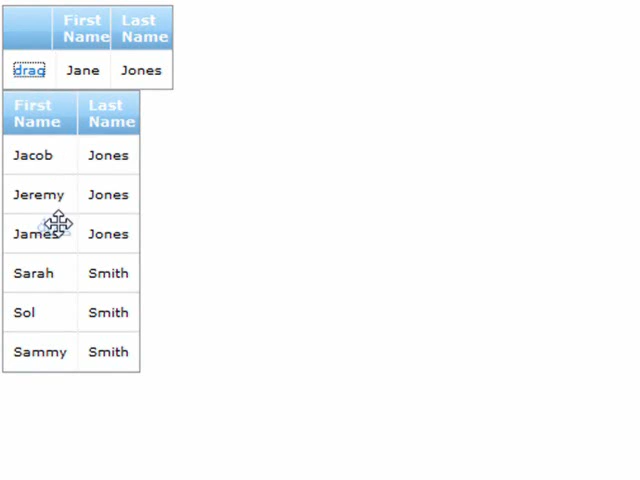 First Last
Name Name
drag Jane Jones
First Last
Name Name
Jacob Jones
Jeremy Jones
James Jones
Sarah Smith
Sol Smith
Sammy Smith